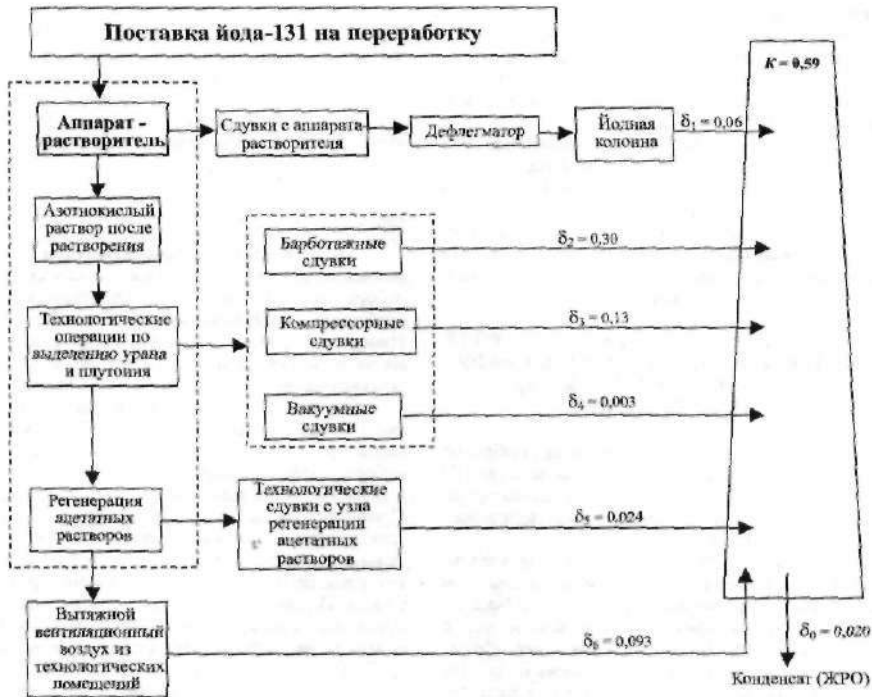 Поставка йода-131 на переработку
K = 0,59
Аппарат -
растворитель
Сдувки с аппарата
растворителя
Дефлегматор
Йодная
колонна
δ₁ = 0,06
Азотнокислый
раствор после
растворения
Барботажные
сдувки
δ₂ = 0,30
Технологические
операции по
выделению урана
и плутония
Компрессорные
сдувки
δ₃ = 0,13
Вакуумные
сдувки
δ₄ = 0,003
Регенерация
ацетатных
растворов
Технологические
сдувки с узла
регенерации
ацетатных
растворов
δ₅ = 0,024
Вытяжной
вентиляционный
воздух из
технологических
помещений
δ₆ = 0,093
δ₀ = 0,020
Конденсат (ЖРО)